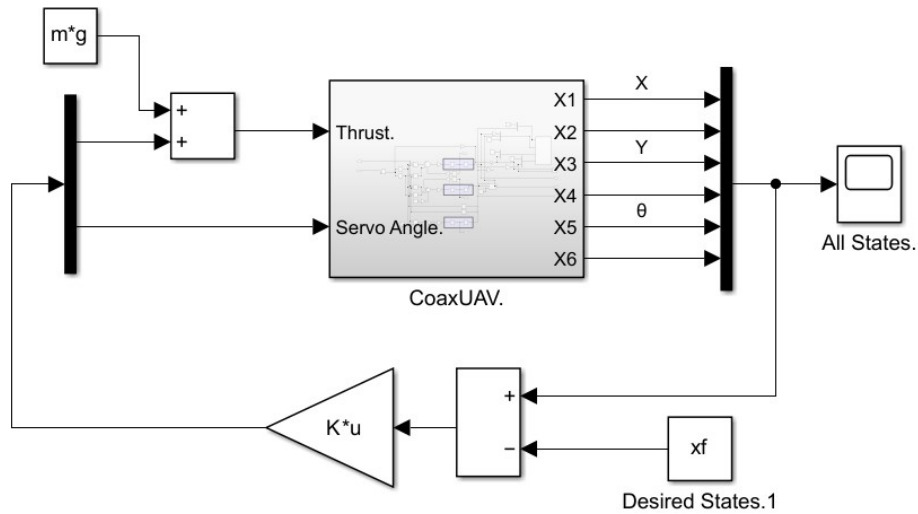 m*g
+
+
Thrust.
Servo Angle.
X1
X2
X3
X4
X5
X6
X
Y
θ
CoaxUAV.
All States.
K*u
+
−
xf
Desired States.1